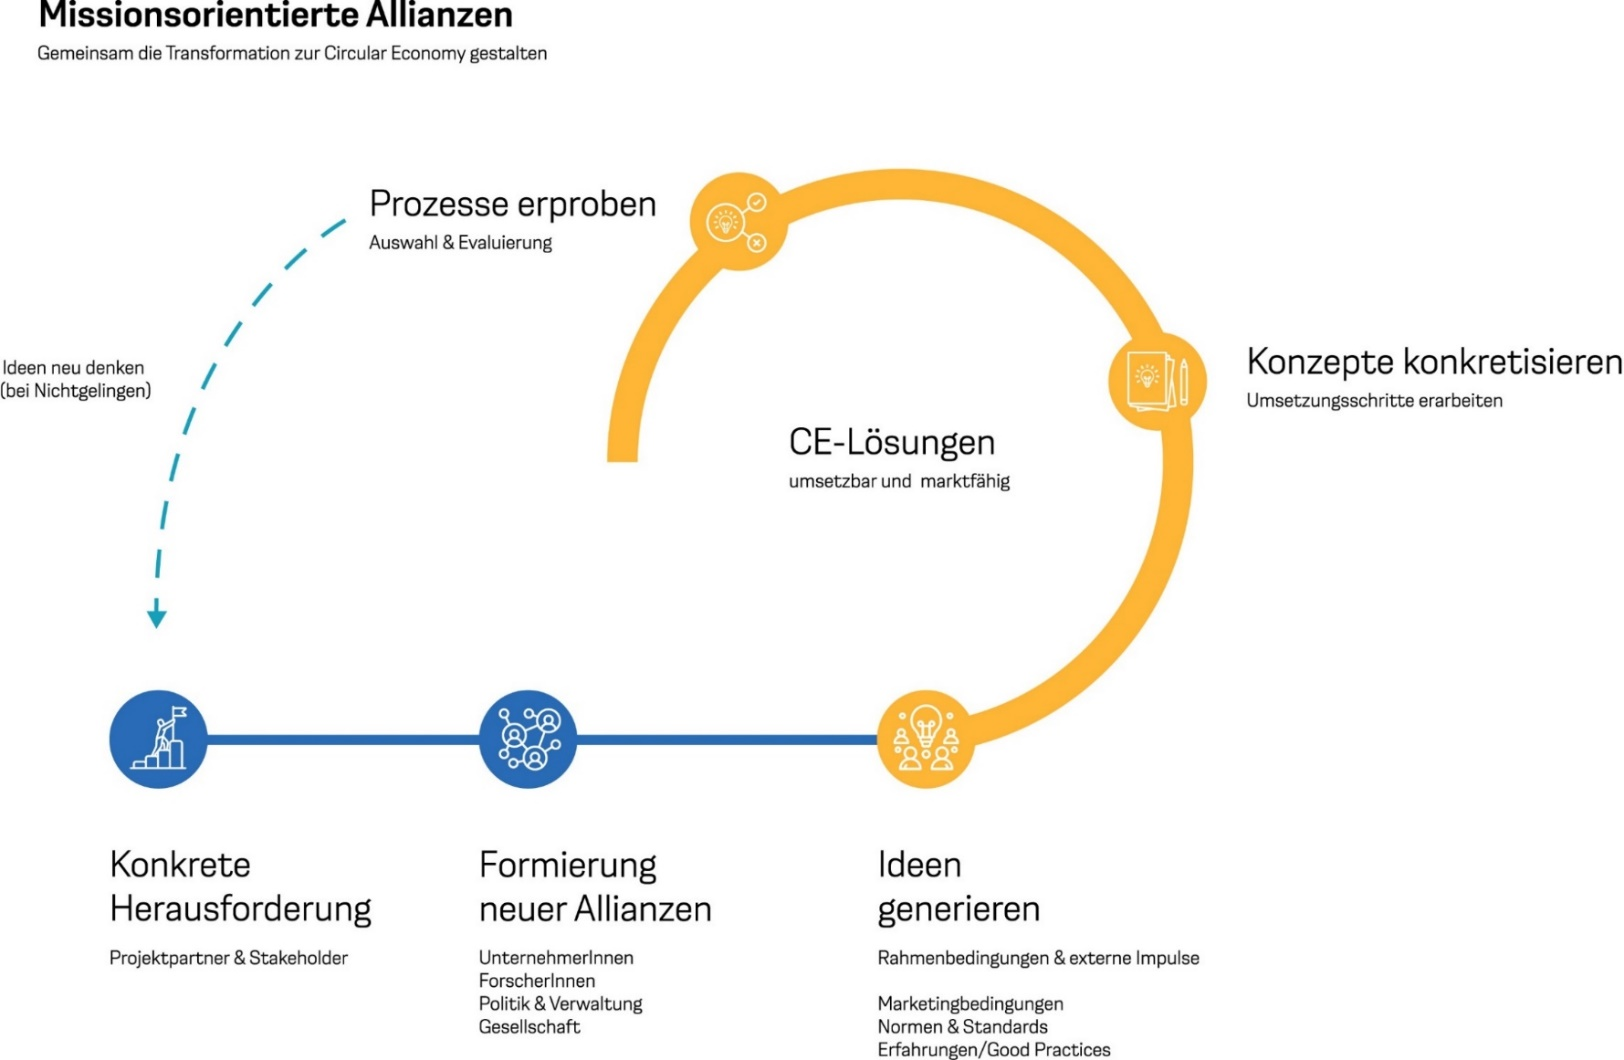 Missionsorientierte Allianzen
Gemeinsam die Transformation zur Circular Economy gestalten
Prozesse erproben
Auswahl & Evaluierung
Ideen neu denken
(bei Nichtgelingen)
Konzepte konkretisieren
Umsetzungsschritte erarbeiten
CE-Lösungen
umsetzbar und marktfähig
Konkrete
Herausforderung
Projektpartner & Stakeholder
Formierung
neuer Allianzen
UnternehmerInnen
ForscherInnen
Politik & Verwaltung
Gesellschaft
Ideen
generieren
Rahmenbedingungen & externe Impulse
Marketingbedingungen
Normen & Standards
Erfahrungen/Good Practices